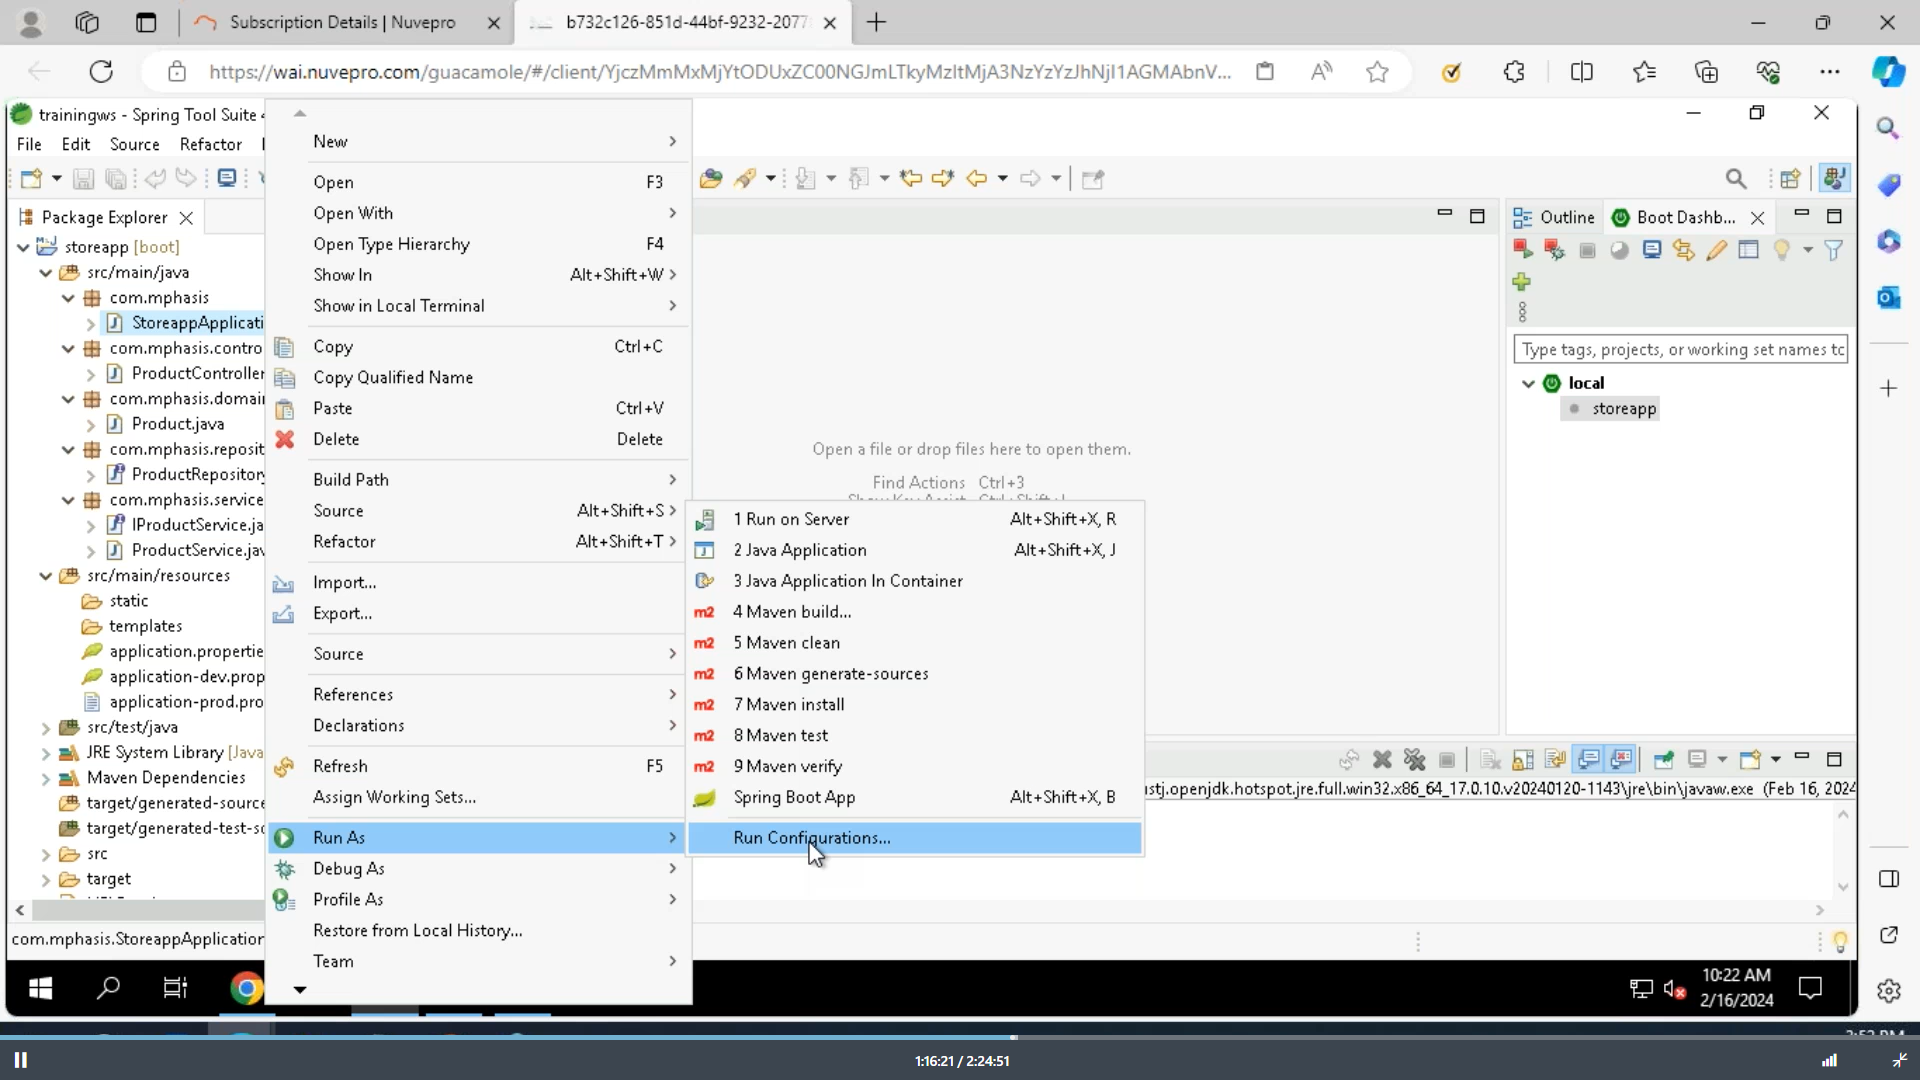 Subscription Details | Nuvepro
b732c126-851d-44bf-9232-2077
https://wai.nuvepro.com/guacamole/#/client/YjczMmMxMjYtODUxZC00NGJmLTkyMzItMjA3NzYzYzJhNjI1AGMAbnV...
trainingws - Spring Tool Suite 4
File Edit Source Refactor
Package Explorer
storeapp [boot]
src/main/java
com.mphasis
StoreappApplicati
com.mphasis.contro
ProductController
com.mphasis.domai
Product.java
com.mphasis.reposit
ProductRepository
com.mphasis.service
IProductService.ja
ProductService.jav
src/main/resources
static
templates
application.propertie
application-dev.prop
application-prod.pro
src/test/java
JRE System Library [Java
Maven Dependencies
target/generated-source
target/generated-test-so
src
target
com.mphasis.StoreappApplication
New
Open F3
Open With
Open Type Hierarchy F4
Show In Alt+Shift+W
Show in Local Terminal
Copy Ctrl+C
Copy Qualified Name
Paste Ctrl+V
Delete Delete
Build Path
Source Alt+Shift+S
Refactor Alt+Shift+T
Import...
Export...
Source
References
Declarations
Refresh F5
Assign Working Sets...
Run As
Debug As
Profile As
Restore from Local History...
Team
1 Run on Server Alt+Shift+X, R
2 Java Application Alt+Shift+X, J
3 Java Application In Container
m2 4 Maven build...
m2 5 Maven clean
m2 6 Maven generate-sources
m2 7 Maven install
m2 8 Maven test
m2 9 Maven verify
Spring Boot App Alt+Shift+X, B
Run Configurations...
Open a file or drop files here to open them.
Find Actions Ctrl+3
Outline
Boot Dashb...
Type tags, projects, or working set names tc
local
storeapp
stj.openjdk.hotspot.jre.full.win32.x86_64_17.0.10.v20240120-1143\jre\bin\javaw.exe (Feb 16, 2024
10:22 AM
2/16/2024
1:16:21 / 2:24:51